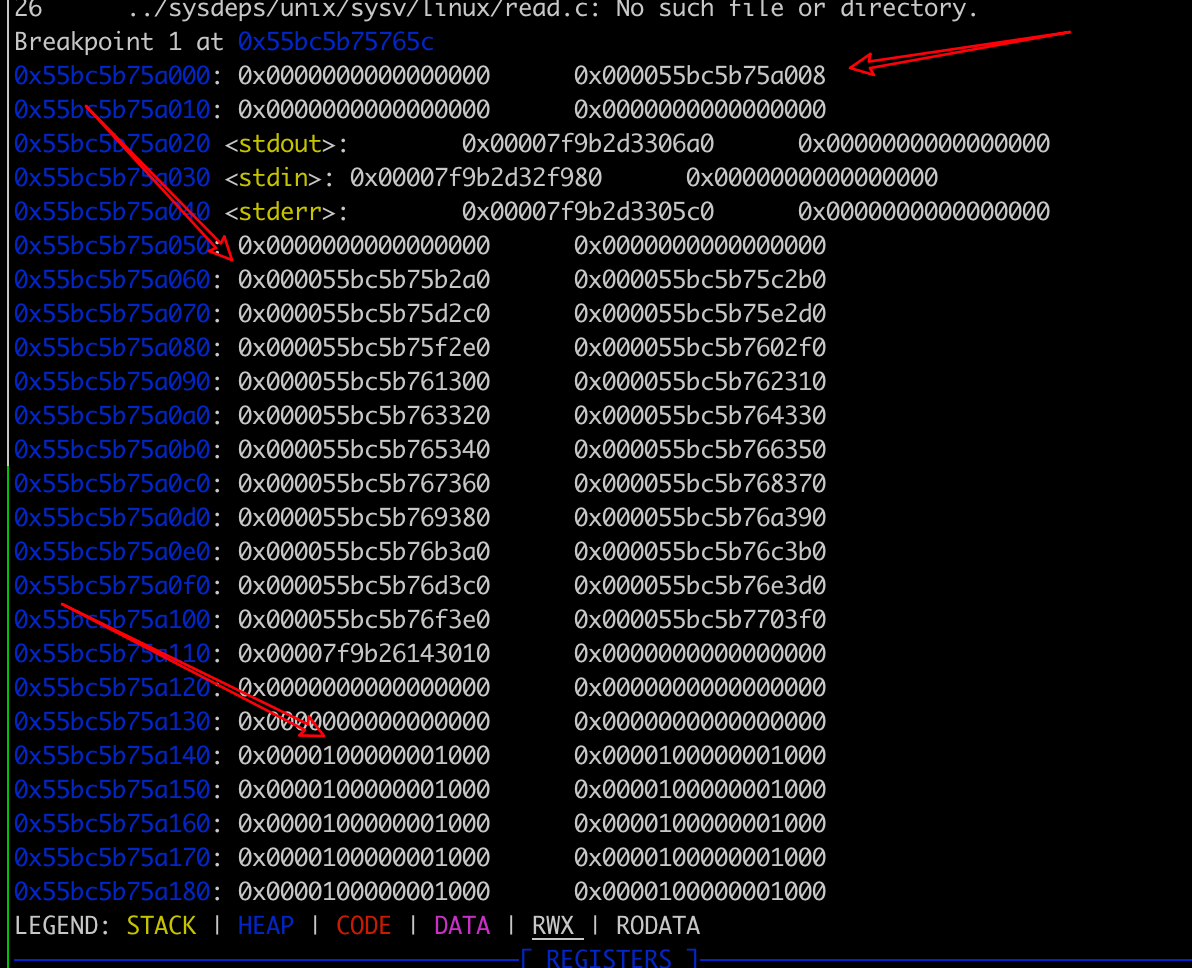 26      ../sysdeps/unix/sysv/linux/read.c: No such file or directory.
Breakpoint 1 at 0x55bc5b75765c
0x55bc5b75a000: 0x0000000000000000      0x000055bc5b75a008
0x55bc5b75a010: 0x0000000000000000      0x0000000000000000
0x55bc5b75a020 <stdout>:        0x00007f9b2d3306a0      0x0000000000000000
0x55bc5b75a030 <stdin>: 0x00007f9b2d32f980      0x0000000000000000
0x55bc5b75a040 <stderr>:        0x00007f9b2d3305c0      0x0000000000000000
0x55bc5b75a050: 0x0000000000000000      0x0000000000000000
0x55bc5b75a060: 0x000055bc5b75b2a0      0x000055bc5b75c2b0
0x55bc5b75a070: 0x000055bc5b75d2c0      0x000055bc5b75e2d0
0x55bc5b75a080: 0x000055bc5b75f2e0      0x000055bc5b7602f0
0x55bc5b75a090: 0x000055bc5b761300      0x000055bc5b762310
0x55bc5b75a0a0: 0x000055bc5b763320      0x000055bc5b764330
0x55bc5b75a0b0: 0x000055bc5b765340      0x000055bc5b766350
0x55bc5b75a0c0: 0x000055bc5b767360      0x000055bc5b768370
0x55bc5b75a0d0: 0x000055bc5b769380      0x000055bc5b76a390
0x55bc5b75a0e0: 0x000055bc5b76b3a0      0x000055bc5b76c3b0
0x55bc5b75a0f0: 0x000055bc5b76d3c0      0x000055bc5b76e3d0
0x55bc5b75a100: 0x000055bc5b76f3e0      0x000055bc5b7703f0
0x55bc5b75a110: 0x00007f9b26143010      0x0000000000000000
0x55bc5b75a120: 0x0000000000000000      0x0000000000000000
0x55bc5b75a130: 0x0000000000000000      0x0000000000000000
0x55bc5b75a140: 0x0000100000001000      0x0000100000001000
0x55bc5b75a150: 0x0000100000001000      0x0000100000001000
0x55bc5b75a160: 0x0000100000001000      0x0000100000001000
0x55bc5b75a170: 0x0000100000001000      0x0000100000001000
0x55bc5b75a180: 0x0000100000001000      0x0000100000001000
LEGEND: STACK | HEAP | CODE | DATA | RWX | RODATA
[ REGISTERS ]